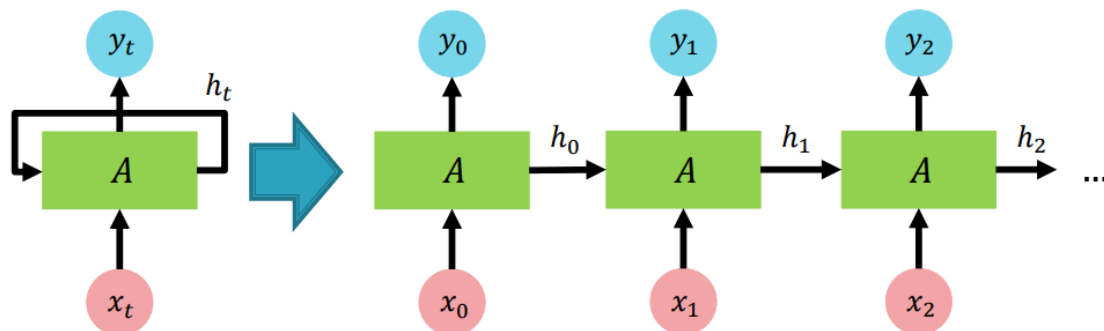 y_t y_0 y_1 y_2
h_t
h_0 h_1 h_2
A A A A ...
x_t x_0 x_1 x_2